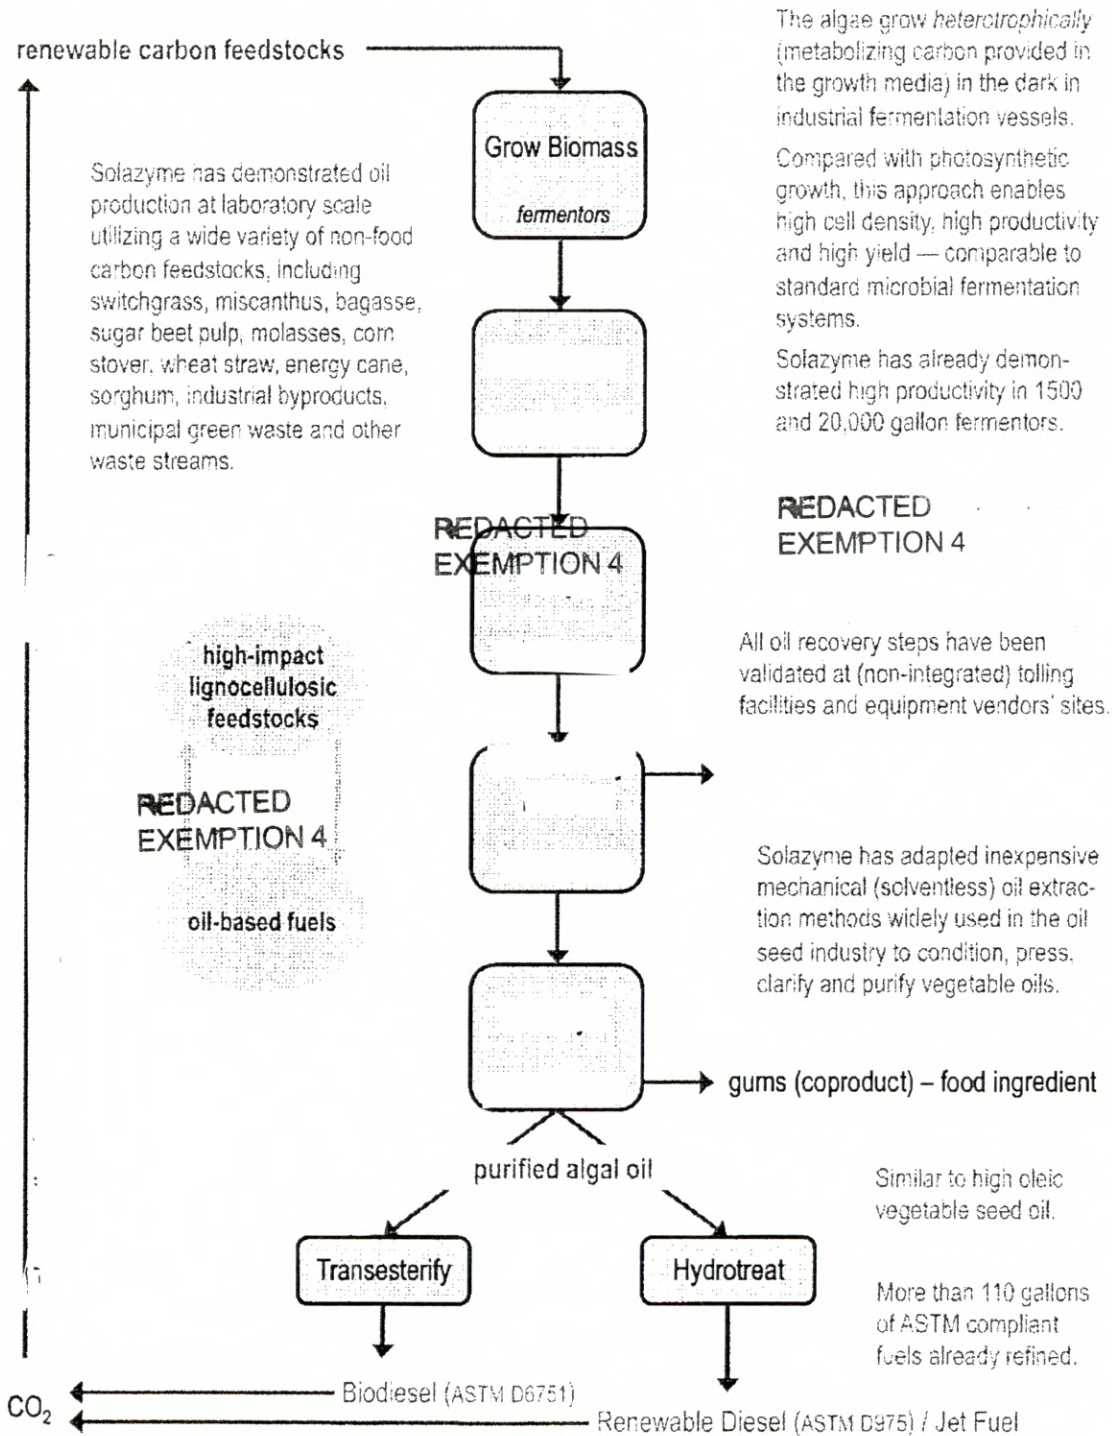 renewable carbon feedstocks
The algae grow heterotrophically
(metabolizing carbon provided in
the growth media) in the dark in
industrial fermentation vessels.
Compared with photosynthetic
growth, this approach enables
high cell density, high productivity
and high yield — comparable to
standard microbial fermentation
systems.
Solazyme has already demon-
strated high productivity in 1500
and 20,000 gallon fermentors.
Grow Biomass
fermentors
Solazyme has demonstrated oil
production at laboratory scale
utilizing a wide variety of non-food
carbon feedstocks, including
switchgrass, miscanthus, bagasse,
sugar beet pulp, molasses, corn
stover, wheat straw, energy cane,
sorghum, industrial byproducts,
municipal green waste and other
waste streams.
REDACTED
EXEMPTION 4
REDACTED
EXEMPTION 4
high-impact
lignocellulosic
feedstocks
All oil recovery steps have been
validated at (non-integrated) tolling
facilities and equipment vendors' sites.
REDACTED
EXEMPTION 4
oil-based fuels
Solazyme has adapted inexpensive
mechanical (solventless) oil extrac-
tion methods widely used in the oil
seed industry to condition, press,
clarify and purify vegetable oils.
gums (coproduct) – food ingredient
purified algal oil
Similar to high oleic
vegetable seed oil.
Transesterify
Hydrotreat
More than 110 gallons
of ASTM compliant
fuels already refined.
CO₂
Biodiesel (ASTM D6751)
Renewable Diesel (ASTM D975) / Jet Fuel